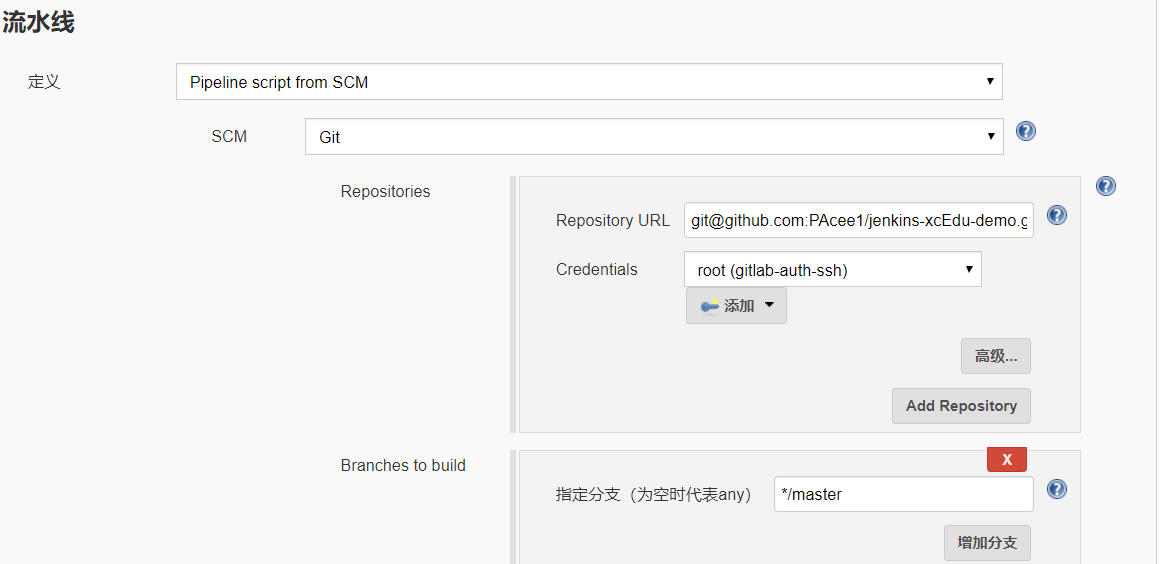 流水线
定义
Pipeline script from SCM
SCM
Git
Repositories
Repository URL
git@github.com:PAcee1/jenkins-xcEdu-demo.g
Credentials
root (gitlab-auth-ssh)
添加
高级...
Add Repository
Branches to build
X
指定分支（为空时代表any）
*/master
增加分支